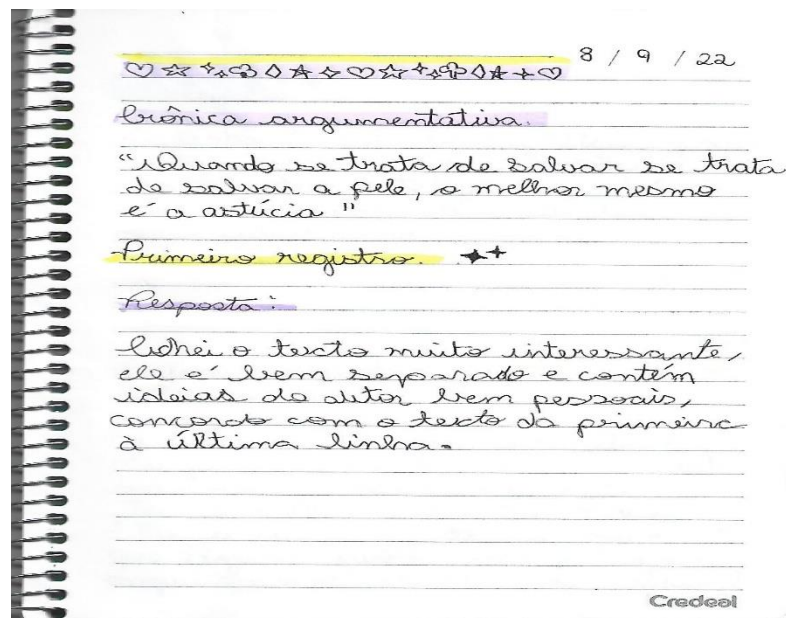 8 / 9 / 22
Crônica argumentativa.
"Quando se trata de salvar se trata
de salvar a pele, o melhor mesmo
é a astúcia"
Primeiro registro.
Resposta:
Achei o texto muito interessante,
ele é bem separado e contém
ideias do autor bem pessoais,
concordo com o texto da primeira
à última linha.
Credeal